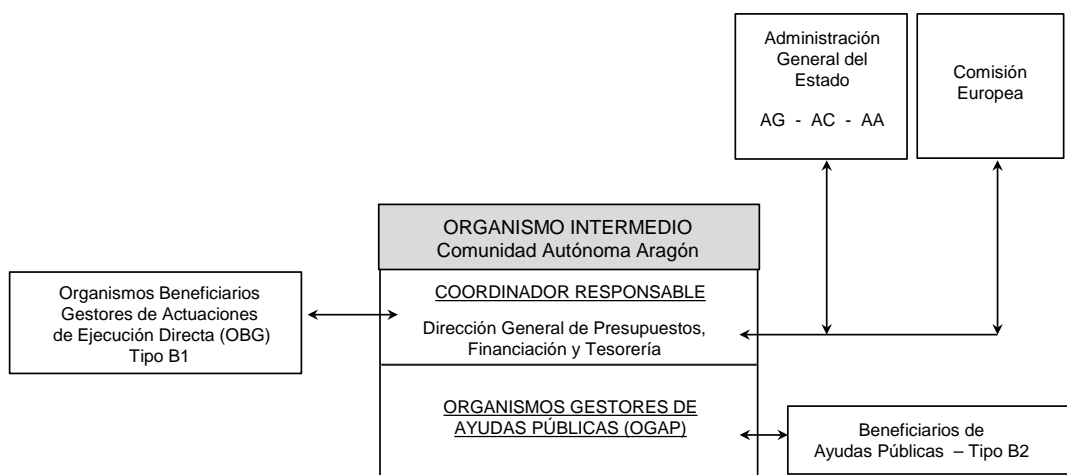 Administración
General del
Estado
AG - AC - AA
Comisión
Europea
ORGANISMO INTERMEDIO
Comunidad Autónoma Aragón
COORDINADOR RESPONSABLE
Dirección General de Presupuestos,
Financiación y Tesorería
Organismos Beneficiarios
Gestores de Actuaciones
de Ejecución Directa (OBG)
Tipo B1
ORGANISMOS GESTORES DE
AYUDAS PÚBLICAS (OGAP)
Beneficiarios de
Ayudas Públicas – Tipo B2